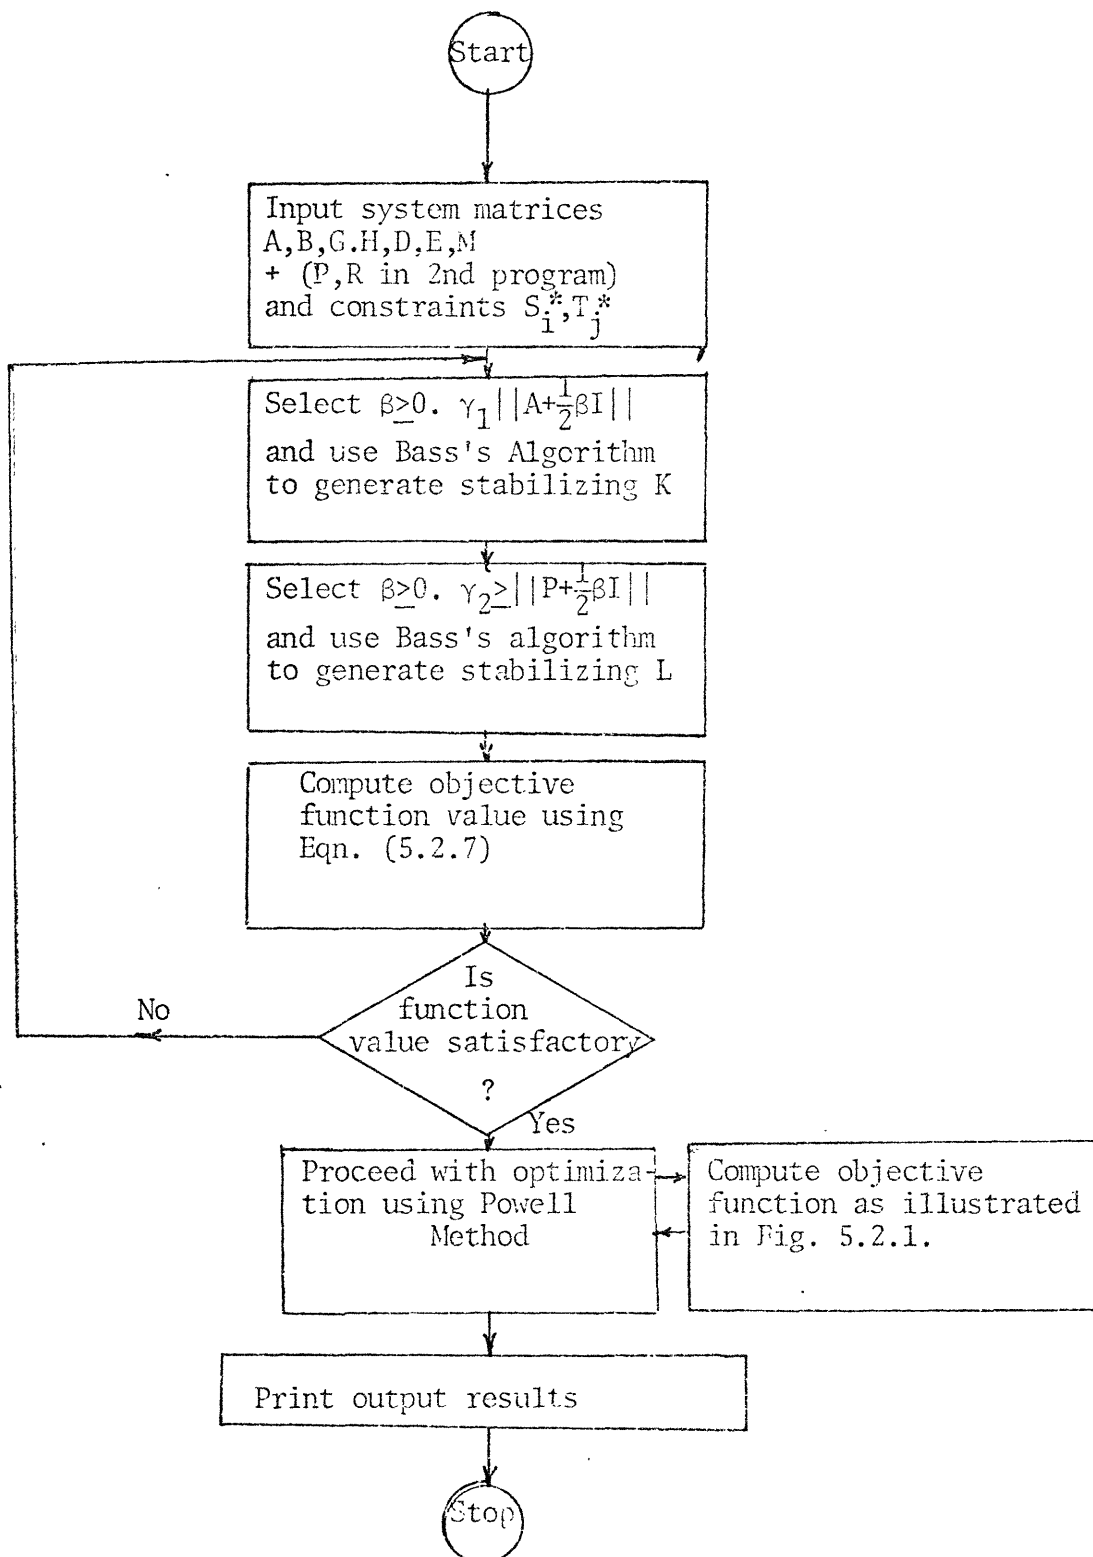 Start
Input system matrices
A,B,G.H,D,E,M
+ (P,R in 2nd program)
and constraints S_i^*,T_j^*
Select β≥0. γ₁||A+½βI||
and use Bass's Algorithm
to generate stabilizing K
Select β≥0. γ₂≥||P+½βI||
and use Bass's algorithm
to generate stabilizing L
Compute objective
function value using
Eqn. (5.2.7)
Is
function
value satisfactory
?
No
Yes
Proceed with optimiza-
tion using Powell
Method
Compute objective
function as illustrated
in Fig. 5.2.1.
Print output results
Stop